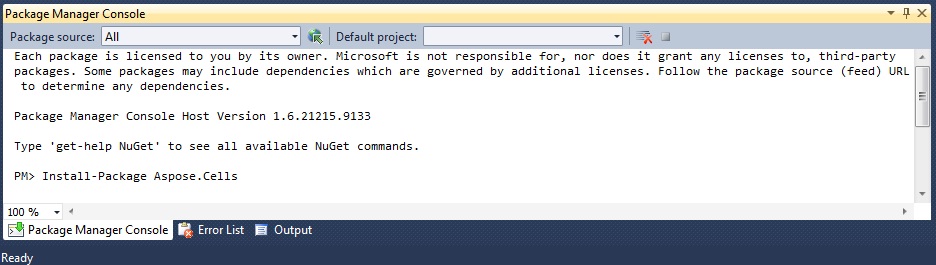 Package Manager Console
Package source: All Default project:
Each package is licensed to you by its owner. Microsoft is not responsible for, nor does it grant any licenses to, third-party
packages. Some packages may include dependencies which are governed by additional licenses. Follow the package source (feed) URL
to determine any dependencies.
Package Manager Console Host Version 1.6.21215.9133
Type 'get-help NuGet' to see all available NuGet commands.
PM> Install-Package Aspose.Cells
100 %
Package Manager Console Error List Output
Ready